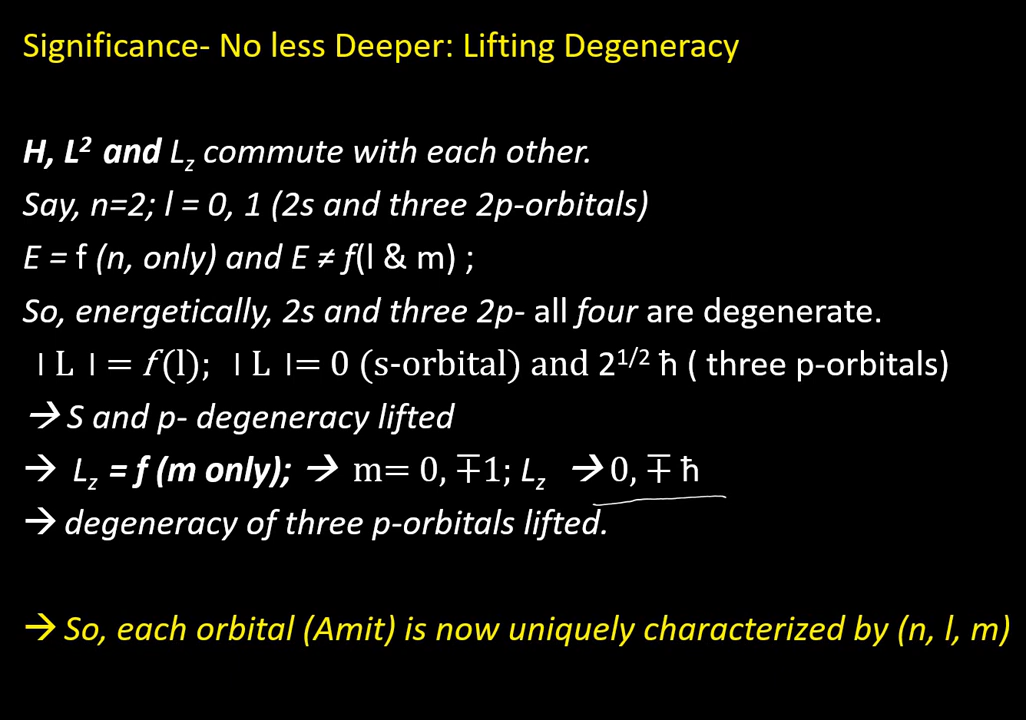 Significance- No less Deeper: Lifting Degeneracy
H, L² and Lz commute with each other.
Say, n=2; l = 0, 1 (2s and three 2p-orbitals)
E = f (n, only) and E ≠ f(l & m) ;
So, energetically, 2s and three 2p- all four are degenerate.
∣L ∣= f(l); ∣L ∣= 0 (s-orbital) and 2^1/2 ħ ( three p-orbitals)
→ S and p- degeneracy lifted
→ Lz = f (m only); → m= 0, ∓1; Lz → 0, ∓ ħ
→ degeneracy of three p-orbitals lifted.
→ So, each orbital (Amit) is now uniquely characterized by (n, l, m)